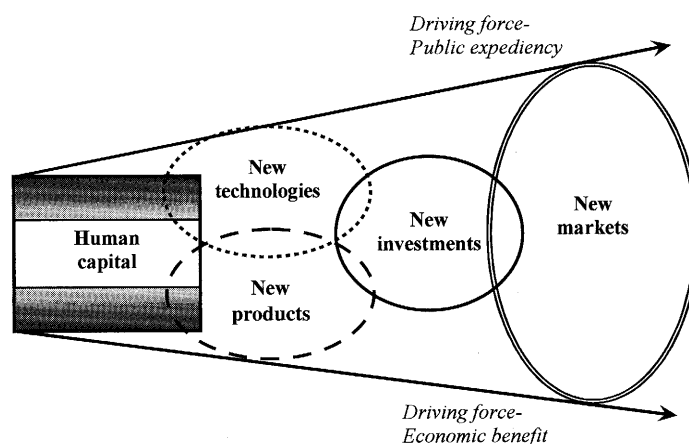 Driving force-
Public expediency
New
technologies
Human
capital
New
products
New
investments
New
markets
Driving force-
Economic benefit